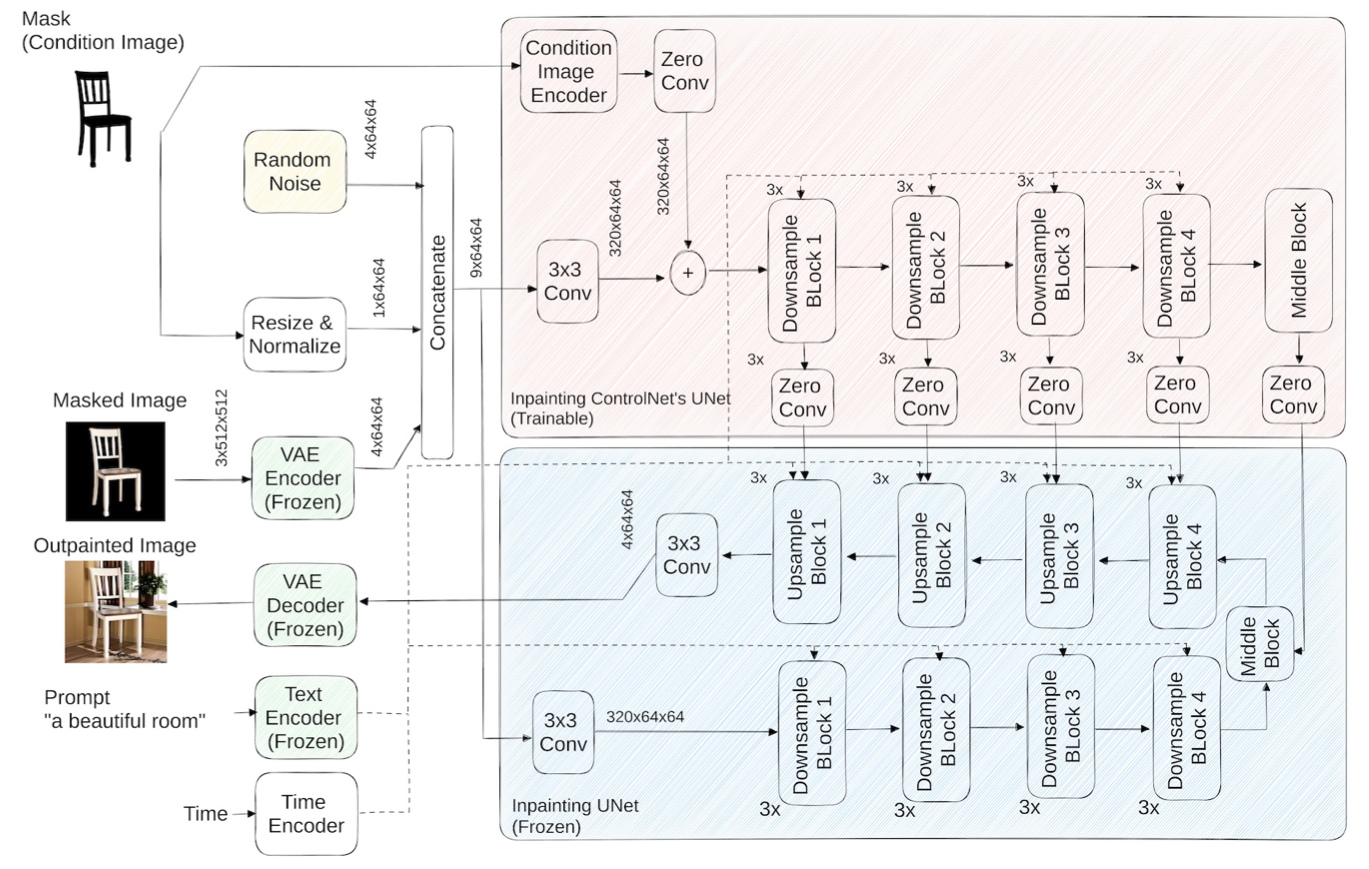 Mask
(Condition Image)
Condition
Image
Encoder
Zero
Conv
4x64x64
Random
Noise
320x64x64
320x64x64
3x
3x
3x
3x
Downsample
BLock 1
Downsample
BLock 2
Downsample
BLock 3
Downsample
BLock 4
Middle Block
9x64x64
Concatenate
3x3
Conv
+
1x64x64
Resize &
Normalize
3x
3x
3x
3x
Zero
Conv
Zero
Conv
Zero
Conv
Zero
Conv
Zero
Conv
Inpainting ControlNet's UNet
(Trainable)
Masked Image
3x512x512
4x64x64
VAE
Encoder
(Frozen)
3x
3x
3x
3x
Upsample
Block 1
Upsample
Block 2
Upsample
Block 3
Upsample
Block 4
4x64x64
3x3
Conv
Outpainted Image
VAE
Decoder
(Frozen)
Middle
Block
Prompt
"a beautiful room"
Text
Encoder
(Frozen)
3x3
Conv
320x64x64
Downsample
BLock 1
Downsample
BLock 2
Downsample
BLock 3
Downsample
BLock 4
3x
3x
3x
3x
Time
Time
Encoder
Inpainting UNet
(Frozen)